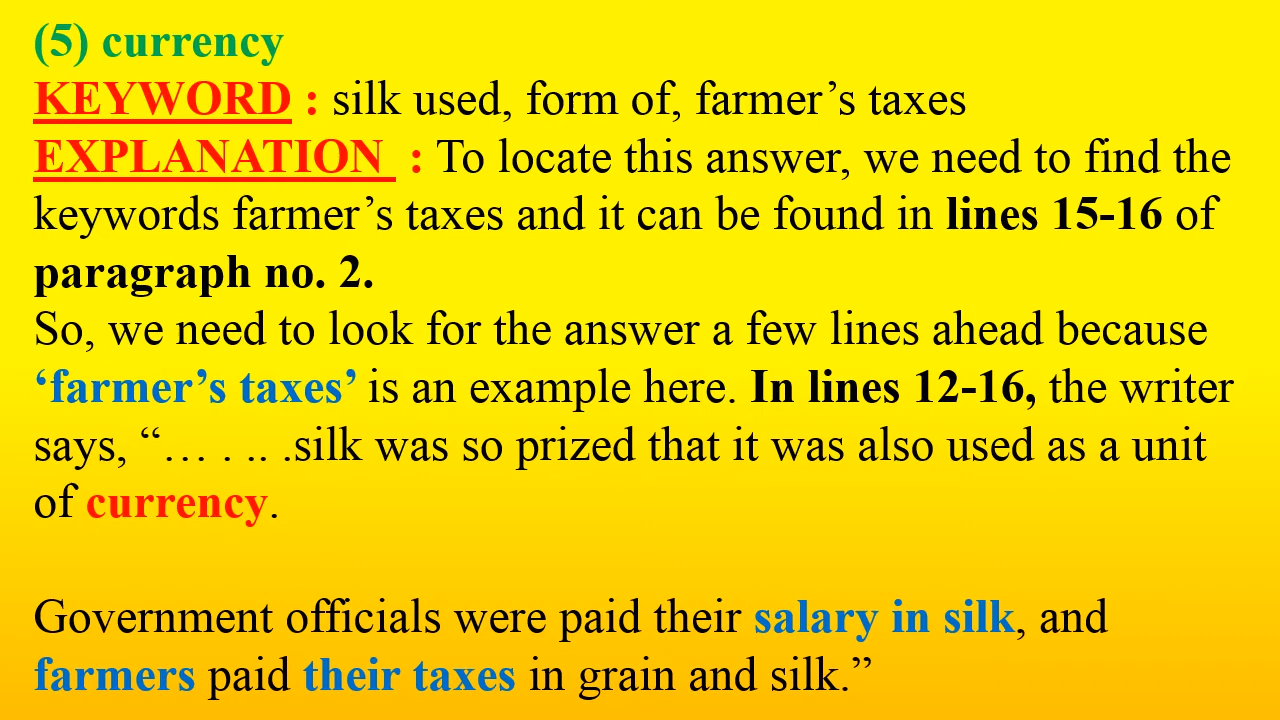 (5) currency
KEYWORD : silk used, form of, farmer’s taxes
EXPLANATION : To locate this answer, we need to find the
keywords farmer’s taxes and it can be found in lines 15-16 of
paragraph no. 2.
So, we need to look for the answer a few lines ahead because
‘farmer’s taxes’ is an example here. In lines 12-16, the writer
says, “… . .. .silk was so prized that it was also used as a unit
of currency.
Government officials were paid their salary in silk, and
farmers paid their taxes in grain and silk.”